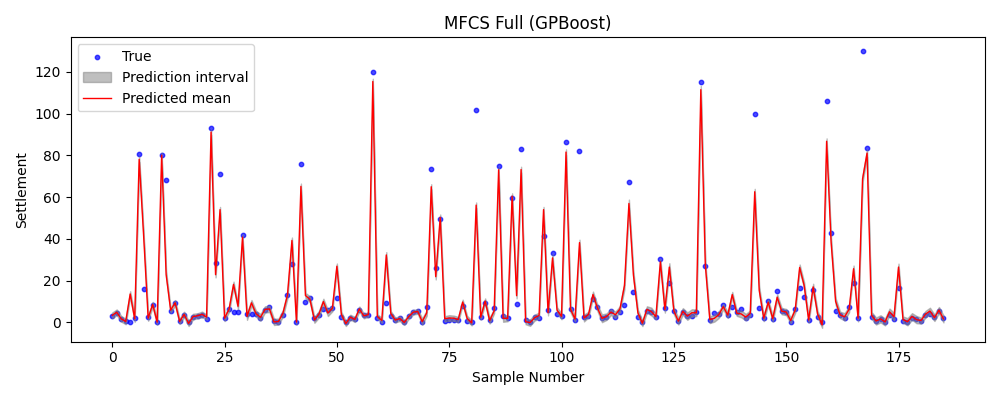 MFCS Full (GPBoost)
True
Prediction interval
Predicted mean
Settlement
120
100
80
60
40
20
0
0 25 50 75 100 125 150 175
Sample Number